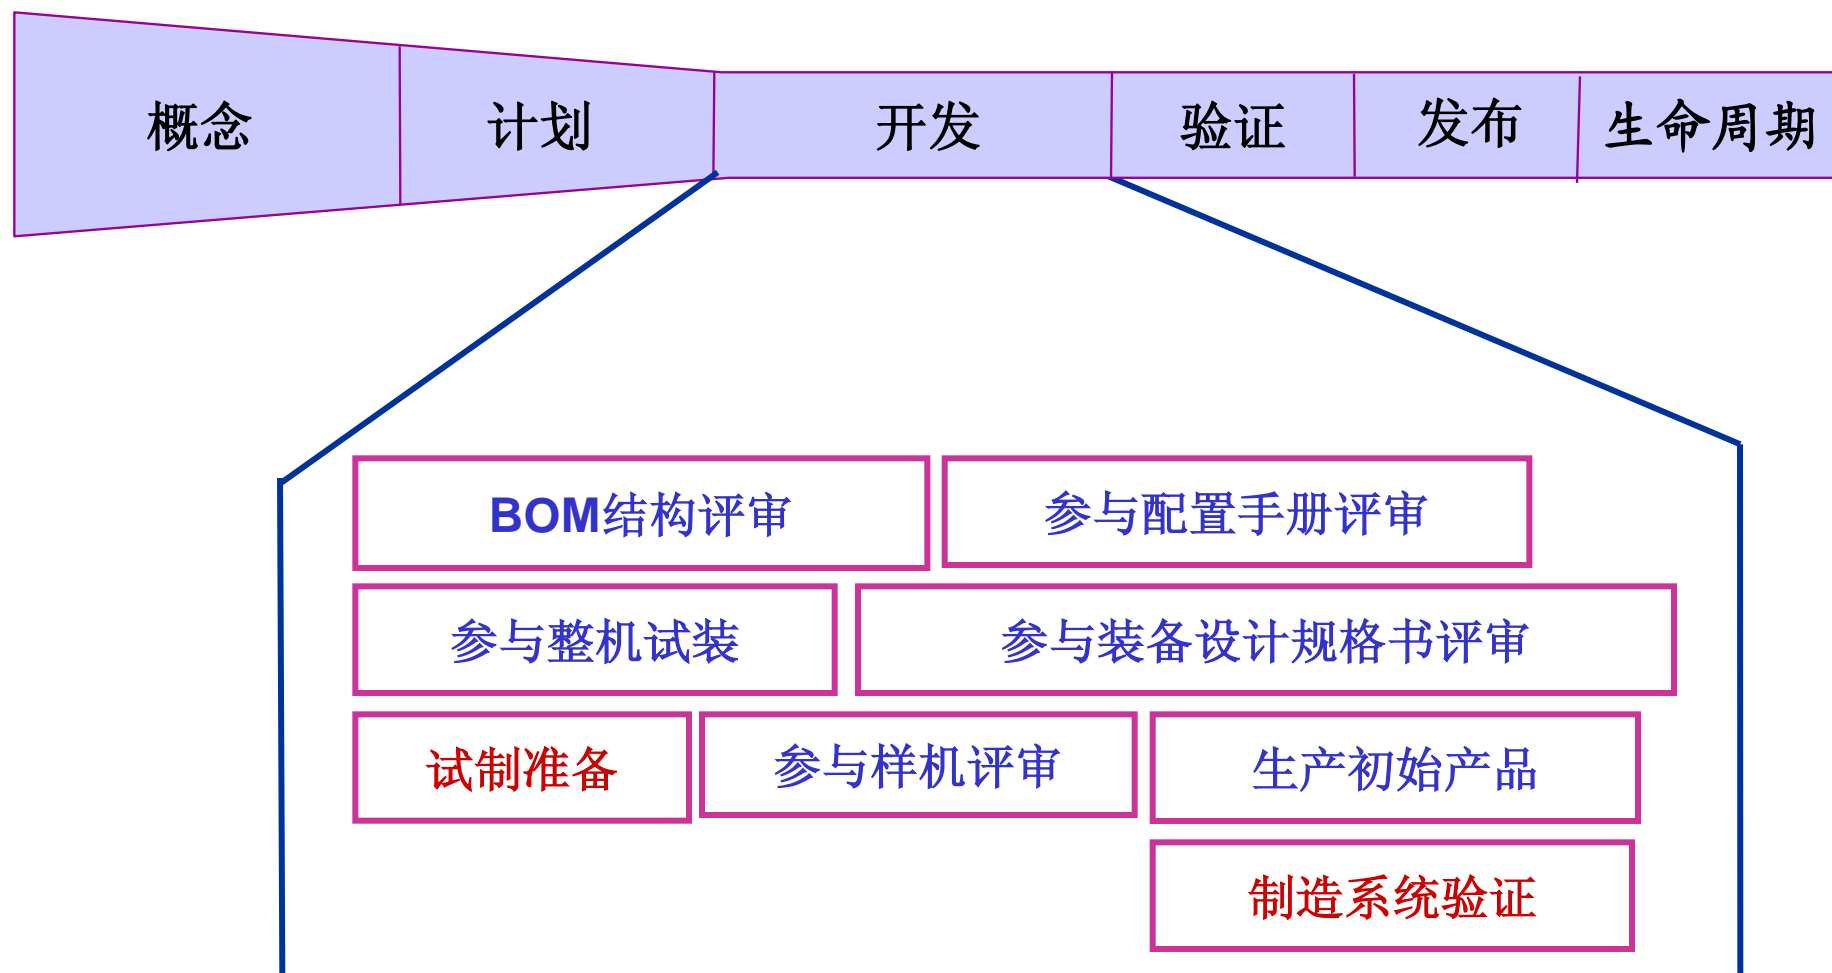 概念 计划 开发 验证 发布 生命周期
BOM结构评审 参与配置手册评审
参与整机试装 参与装备设计规格书评审
试制准备 参与样机评审 生产初始产品
制造系统验证